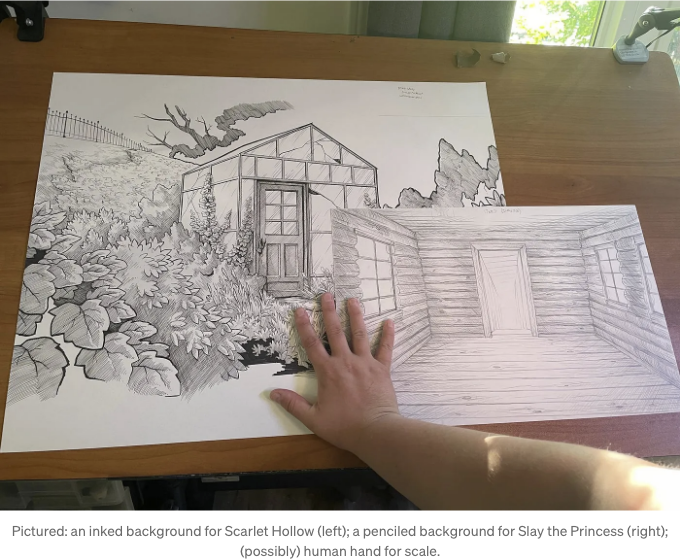 Pictured: an inked background for Scarlet Hollow (left); a penciled background for Slay the Princess (right);
(possibly) human hand for scale.